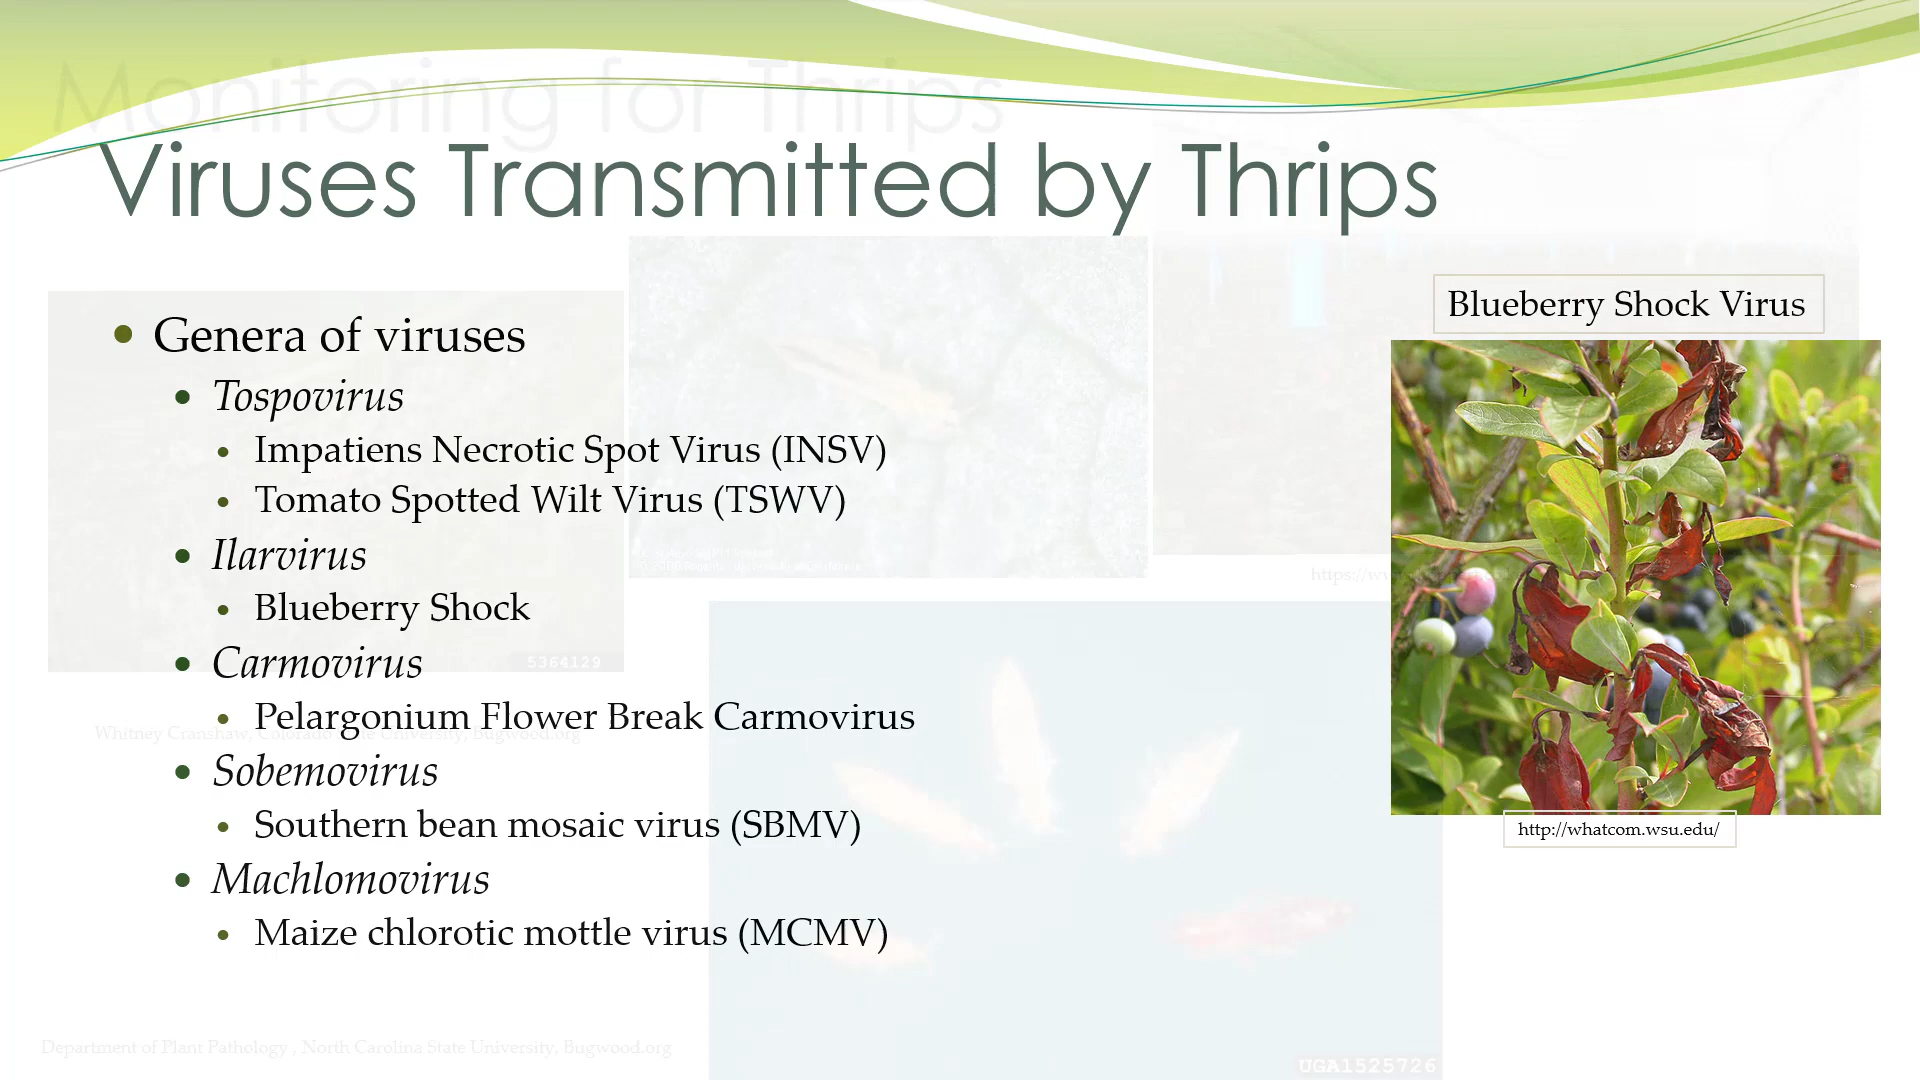 Monitoring for Thrips
Viruses Transmitted by Thrips
Genera of viruses
Tospovirus
Impatiens Necrotic Spot Virus (INSV)
Tomato Spotted Wilt Virus (TSWV)
Ilarvirus
Blueberry Shock
Carmovirus
Pelargonium Flower Break Carmovirus
Sobemovirus
Southern bean mosaic virus (SBMV)
Machlomovirus
Maize chlorotic mottle virus (MCMV)
Blueberry Shock Virus
http://whatcom.wsu.edu/
5364129
Whitney Cranshaw, Colorado State University, Bugwood.org
Department of Plant Pathology , North Carolina State University, Bugwood.org
UGA1525726